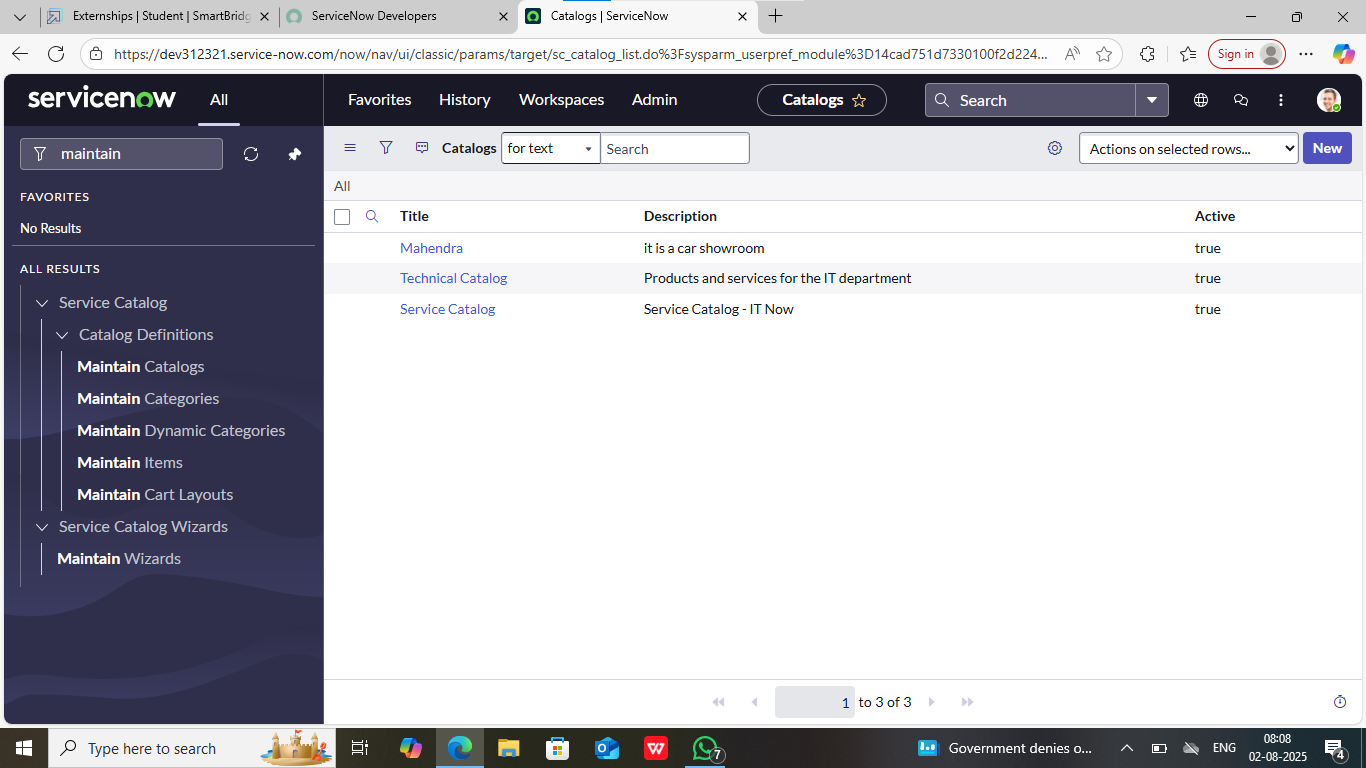 Externships | Student | SmartBridg
ServiceNow Developers
Catalogs | ServiceNow
https://dev312321.service-now.com/now/nav/ui/classic/params/target/sc_catalog_list.do%3Fsysparm_userpref_module%3D14cad751d7330100f2d224...
Sign in
servicenow
All
Favorites
History
Workspaces
Admin
Catalogs
Search
maintain
Catalogs
for text
Search
Actions on selected rows...
New
FAVORITES
No Results
ALL RESULTS
Service Catalog
Catalog Definitions
Maintain Catalogs
Maintain Categories
Maintain Dynamic Categories
Maintain Items
Maintain Cart Layouts
Service Catalog Wizards
Maintain Wizards
All
Title Description Active
Mahendra it is a car showroom true
Technical Catalog Products and services for the IT department true
Service Catalog Service Catalog - IT Now true
1 to 3 of 3
Type here to search
7
Government denies o...
ENG
08:08
02-08-2025
4